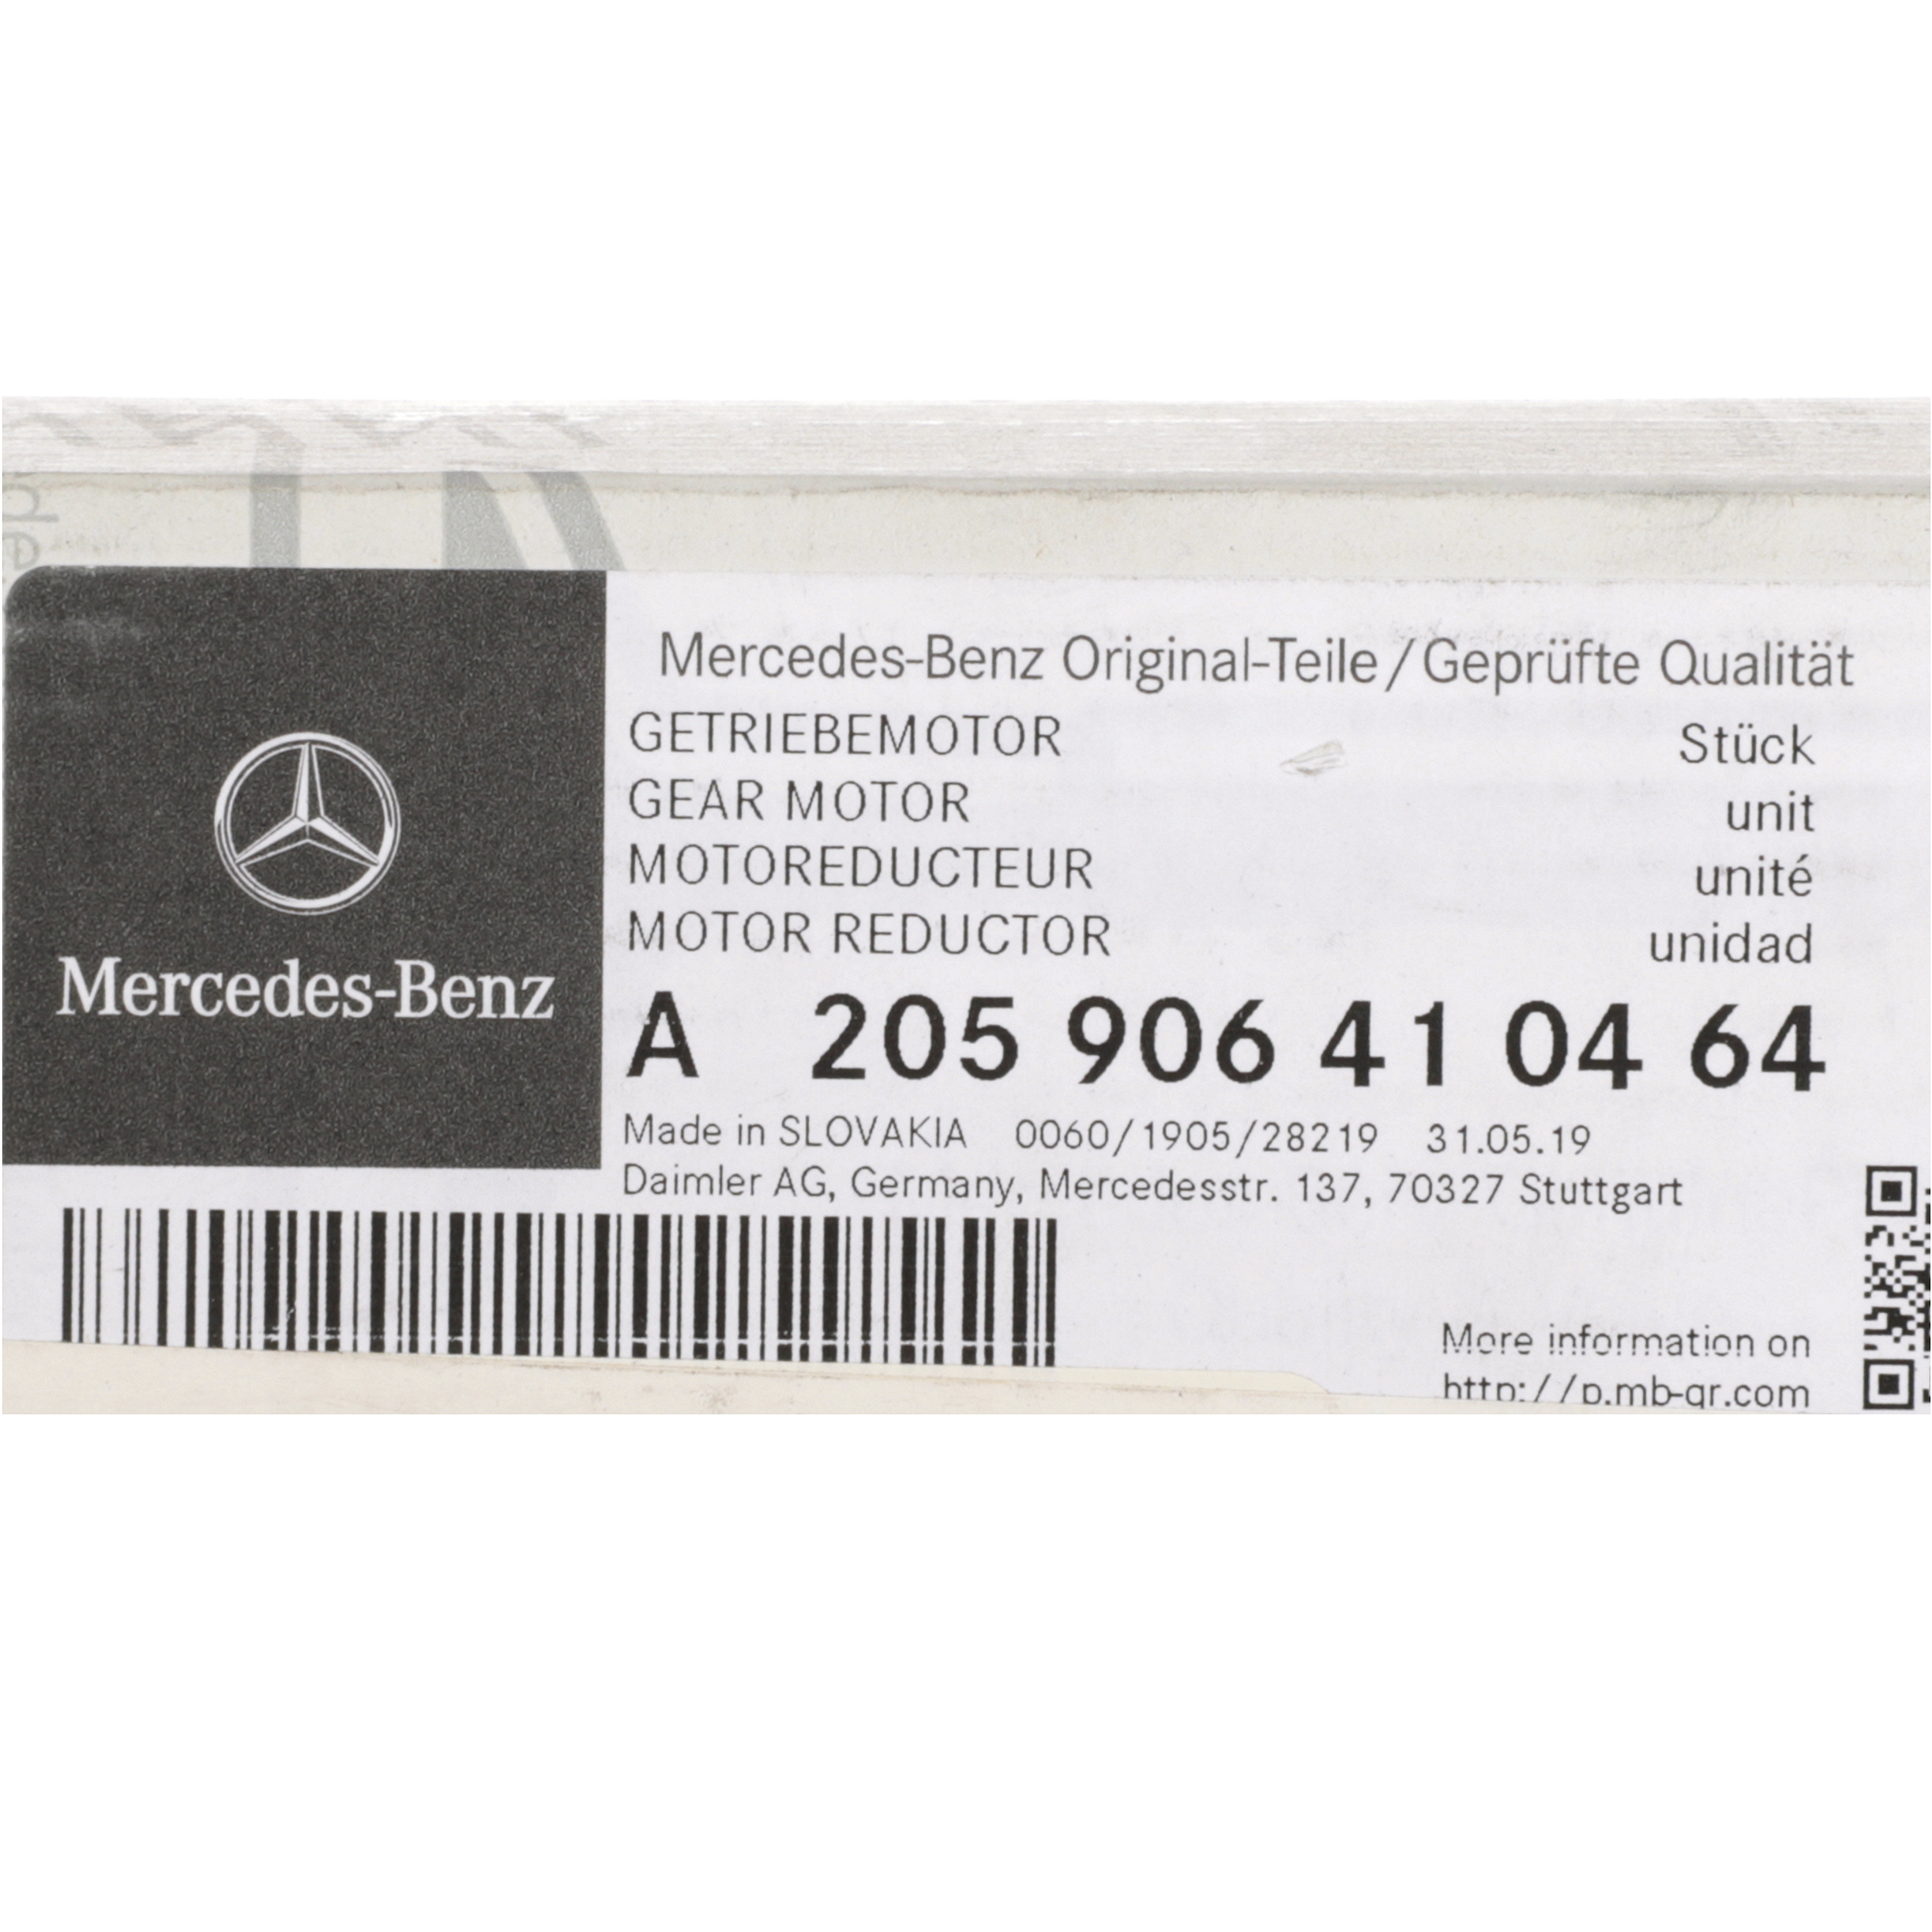 de
Mercedes-Benz
Mercedes-Benz Original-Teile/Geprüfte Qualität
GETRIEBEMOTOR Stück
GEAR MOTOR unit
MOTOREDUCTEUR unité
MOTOR REDUCTOR unidad
A 205 906 41 04 64
Made in SLOVAKIA 0060/1905/28219 31.05.19
Daimler AG, Germany, Mercedesstr. 137, 70327 Stuttgart
More information on
http://p.mb-qr.com